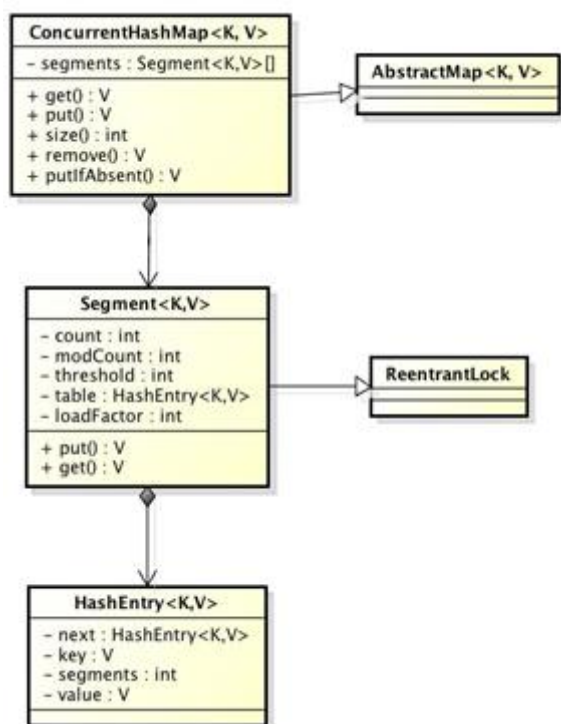 ConcurrentHashMap<K, V>
- segments : Segment<K,V>[]
+ get() : V
+ put() : V
+ size() : int
+ remove() : V
+ putIfAbsent() : V
AbstractMap<K, V>
Segment<K,V>
- count : int
- modCount : int
- threshold : int
- table : HashEntry<K,V>
- loadFactor : int
+ put() : V
+ get() : V
ReentrantLock
HashEntry<K,V>
- next : HashEntry<K,V>
- key : V
- segments : int
- value : V